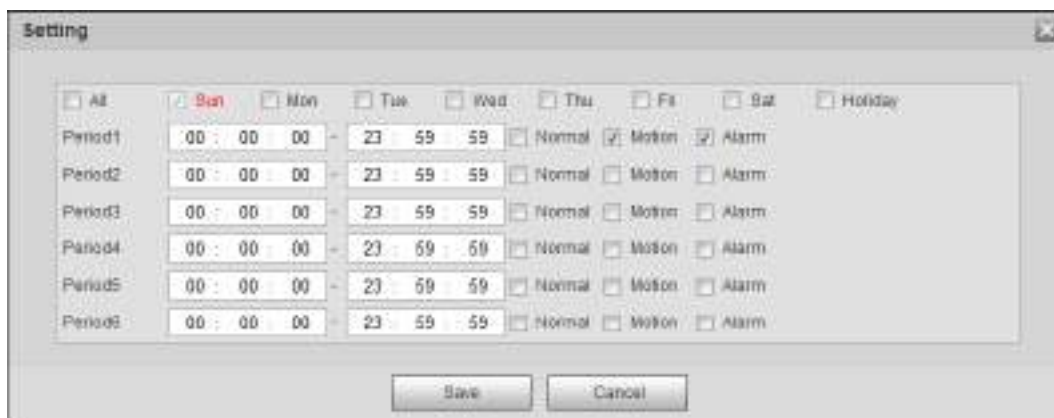 Setting
All Sun Mon Tue Wed Thu Fri Sat Holiday
Period1 00 : 00 : 00 - 23 : 59 : 59 Normal Motion Alarm
Period2 00 : 00 : 00 - 23 : 59 : 59 Normal Motion Alarm
Period3 00 : 00 : 00 - 23 : 59 : 59 Normal Motion Alarm
Period4 00 : 00 : 00 - 23 : 59 : 59 Normal Motion Alarm
Period5 00 : 00 : 00 - 23 : 59 : 59 Normal Motion Alarm
Period6 00 : 00 : 00 - 23 : 59 : 59 Normal Motion Alarm
Save Cancel